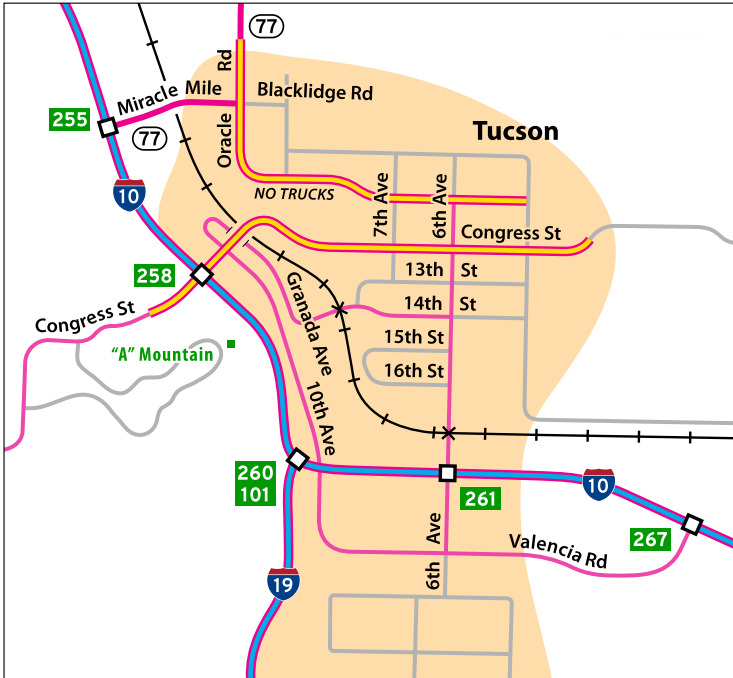 77
Rd
Miracle Mile
Blacklidge Rd
255
77
Oracle
Tucson
10
NO TRUCKS
7th Ave
6th Ave
Congress St
258
13th St
Granada Ave
14th St
Congress St
15th St
"A" Mountain
16th St
10th Ave
260
101
261
10
267
6th Ave
Valencia Rd
19